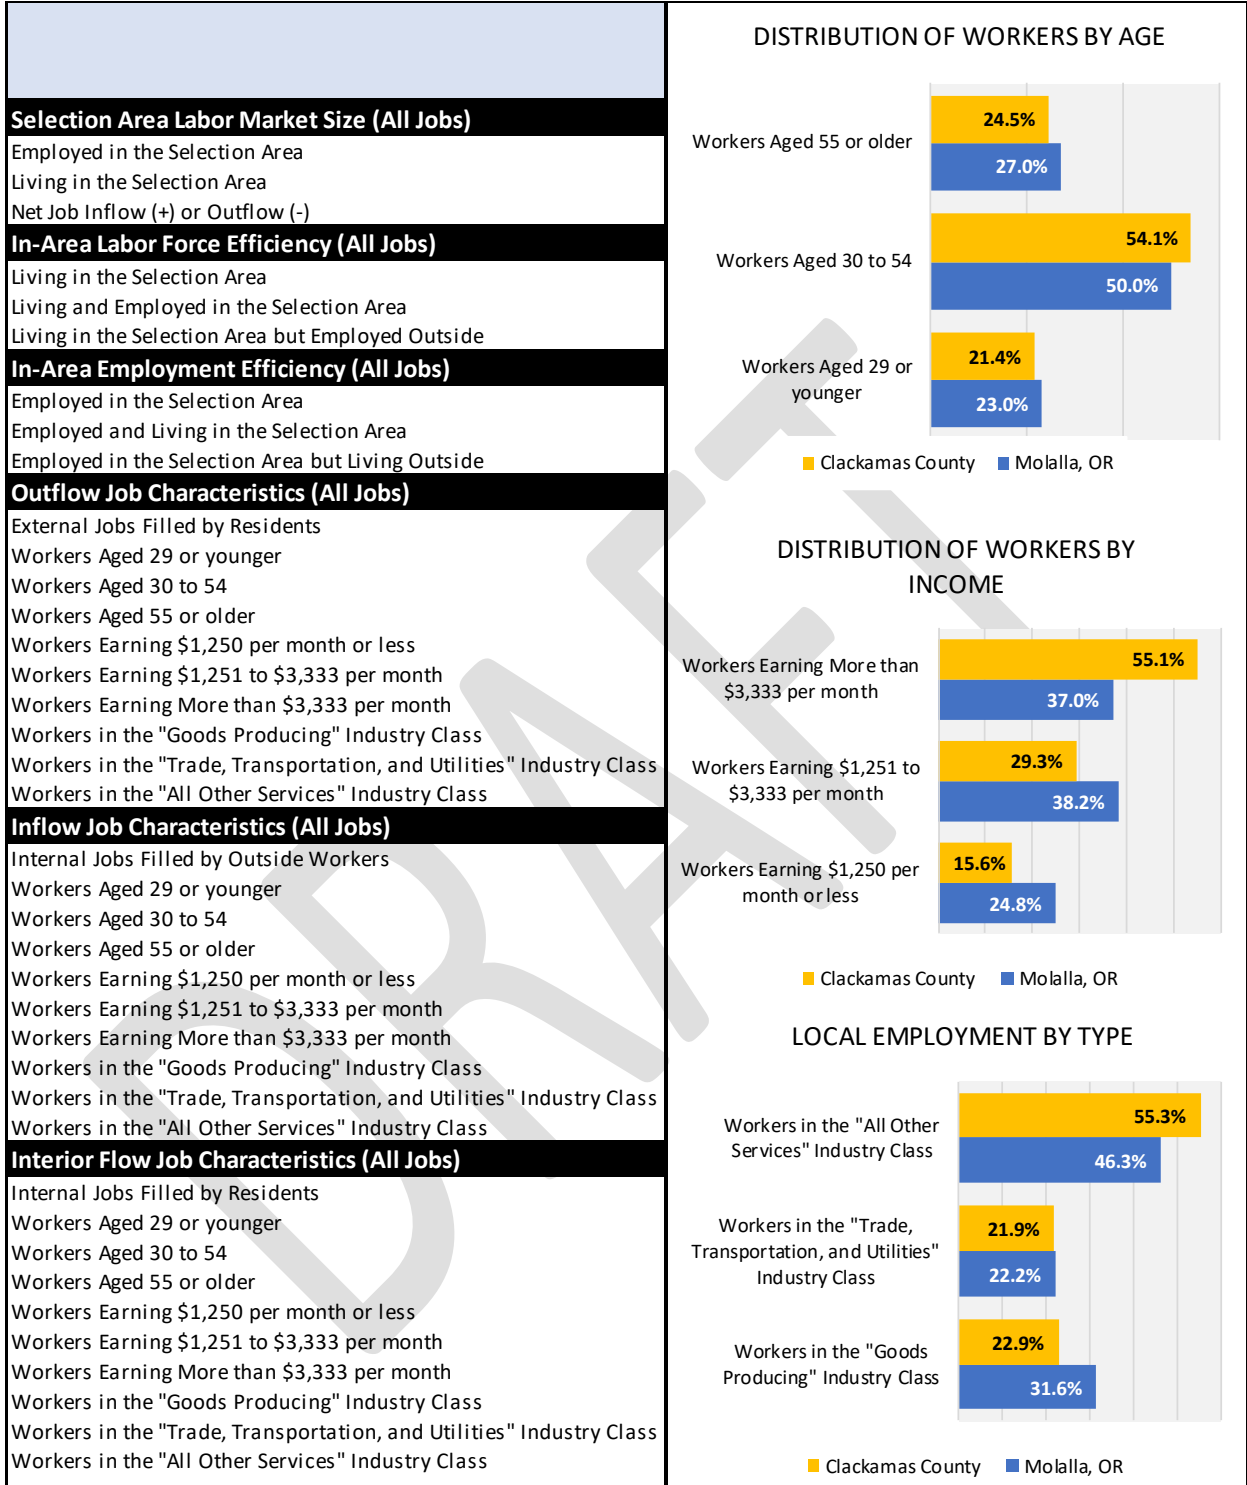 Selection Area Labor Market Size (All Jobs)
Employed in the Selection Area
Living in the Selection Area
Net Job Inflow (+) or Outflow (-)
In-Area Labor Force Efficiency (All Jobs)
Living in the Selection Area
Living and Employed in the Selection Area
Living in the Selection Area but Employed Outside
In-Area Employment Efficiency (All Jobs)
Employed in the Selection Area
Employed and Living in the Selection Area
Employed in the Selection Area but Living Outside
Outflow Job Characteristics (All Jobs)
External Jobs Filled by Residents
Workers Aged 29 or younger
Workers Aged 30 to 54
Workers Aged 55 or older
Workers Earning $1,250 per month or less
Workers Earning $1,251 to $3,333 per month
Workers Earning More than $3,333 per month
Workers in the "Goods Producing" Industry Class
Workers in the "Trade, Transportation, and Utilities" Industry Class
Workers in the "All Other Services" Industry Class
Inflow Job Characteristics (All Jobs)
Internal Jobs Filled by Outside Workers
Workers Aged 29 or younger
Workers Aged 30 to 54
Workers Aged 55 or older
Workers Earning $1,250 per month or less
Workers Earning $1,251 to $3,333 per month
Workers Earning More than $3,333 per month
Workers in the "Goods Producing" Industry Class
Workers in the "Trade, Transportation, and Utilities" Industry Class
Workers in the "All Other Services" Industry Class
Interior Flow Job Characteristics (All Jobs)
Internal Jobs Filled by Residents
Workers Aged 29 or younger
Workers Aged 30 to 54
Workers Aged 55 or older
Workers Earning $1,250 per month or less
Workers Earning $1,251 to $3,333 per month
Workers Earning More than $3,333 per month
Workers in the "Goods Producing" Industry Class
Workers in the "Trade, Transportation, and Utilities" Industry Class
Workers in the "All Other Services" Industry Class
DISTRIBUTION OF WORKERS BY AGE
24.5%
Workers Aged 55 or older
27.0%
54.1%
Workers Aged 30 to 54
50.0%
21.4%
Workers Aged 29 or
younger
23.0%
Clackamas County
Molalla, OR
DISTRIBUTION OF WORKERS BY
INCOME
55.1%
Workers Earning More than
$3,333 per month
37.0%
29.3%
Workers Earning $1,251 to
$3,333 per month
38.2%
15.6%
Workers Earning $1,250 per
month or less
24.8%
Clackamas County
Molalla, OR
LOCAL EMPLOYMENT BY TYPE
55.3%
Workers in the "All Other
Services" Industry Class
46.3%
21.9%
Workers in the "Trade,
Transportation, and Utilities"
Industry Class
22.2%
22.9%
Workers in the "Goods
Producing" Industry Class
31.6%
Clackamas County
Molalla, OR
DRAFT